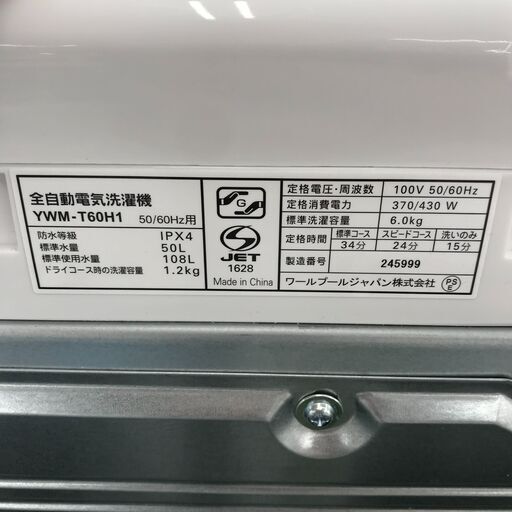 全自動電気洗濯機
YWM-T60H1 50/60Hz用
防水等級 IPX4
標準水量 50L
標準使用水量 108L
ドライコース時の洗濯容量 1.2kg
G
S
JET
1628
Made in China
定格電圧・周波数 100V 50/60Hz
定格消費電力 370/430 W
標準洗濯容量 6.0kg
定格時間 標準コース スピードコース 洗いのみ
34分 24分 15分
製造番号 245999
ワールプールジャパン株式会社 PSE